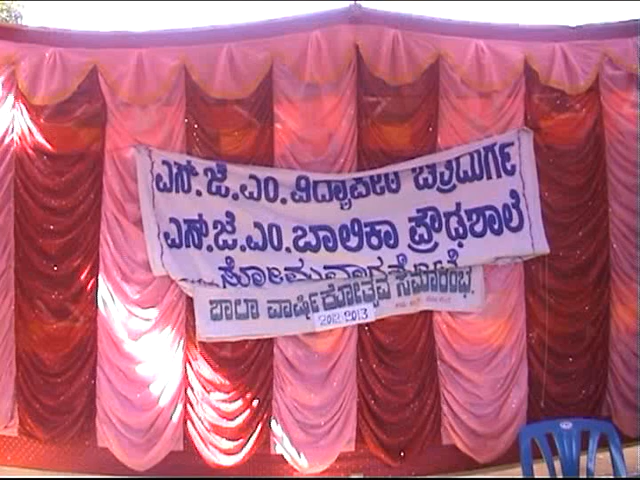 ಎಸ್.ಜೆ.ಎಂ.ವಿದ್ಯಾಪೀಠ ಚಿತ್ರದುರ್ಗ
ಎಸ್.ಜೆ.ಎಂ.ಬಾಲಿಕಾ ಪ್ರೌಢಶಾಲೆ
ಶಾಲಾ ವಾರ್ಷಿಕೋತ್ಸವ ಸಮಾರಂಭ.
2012-2013